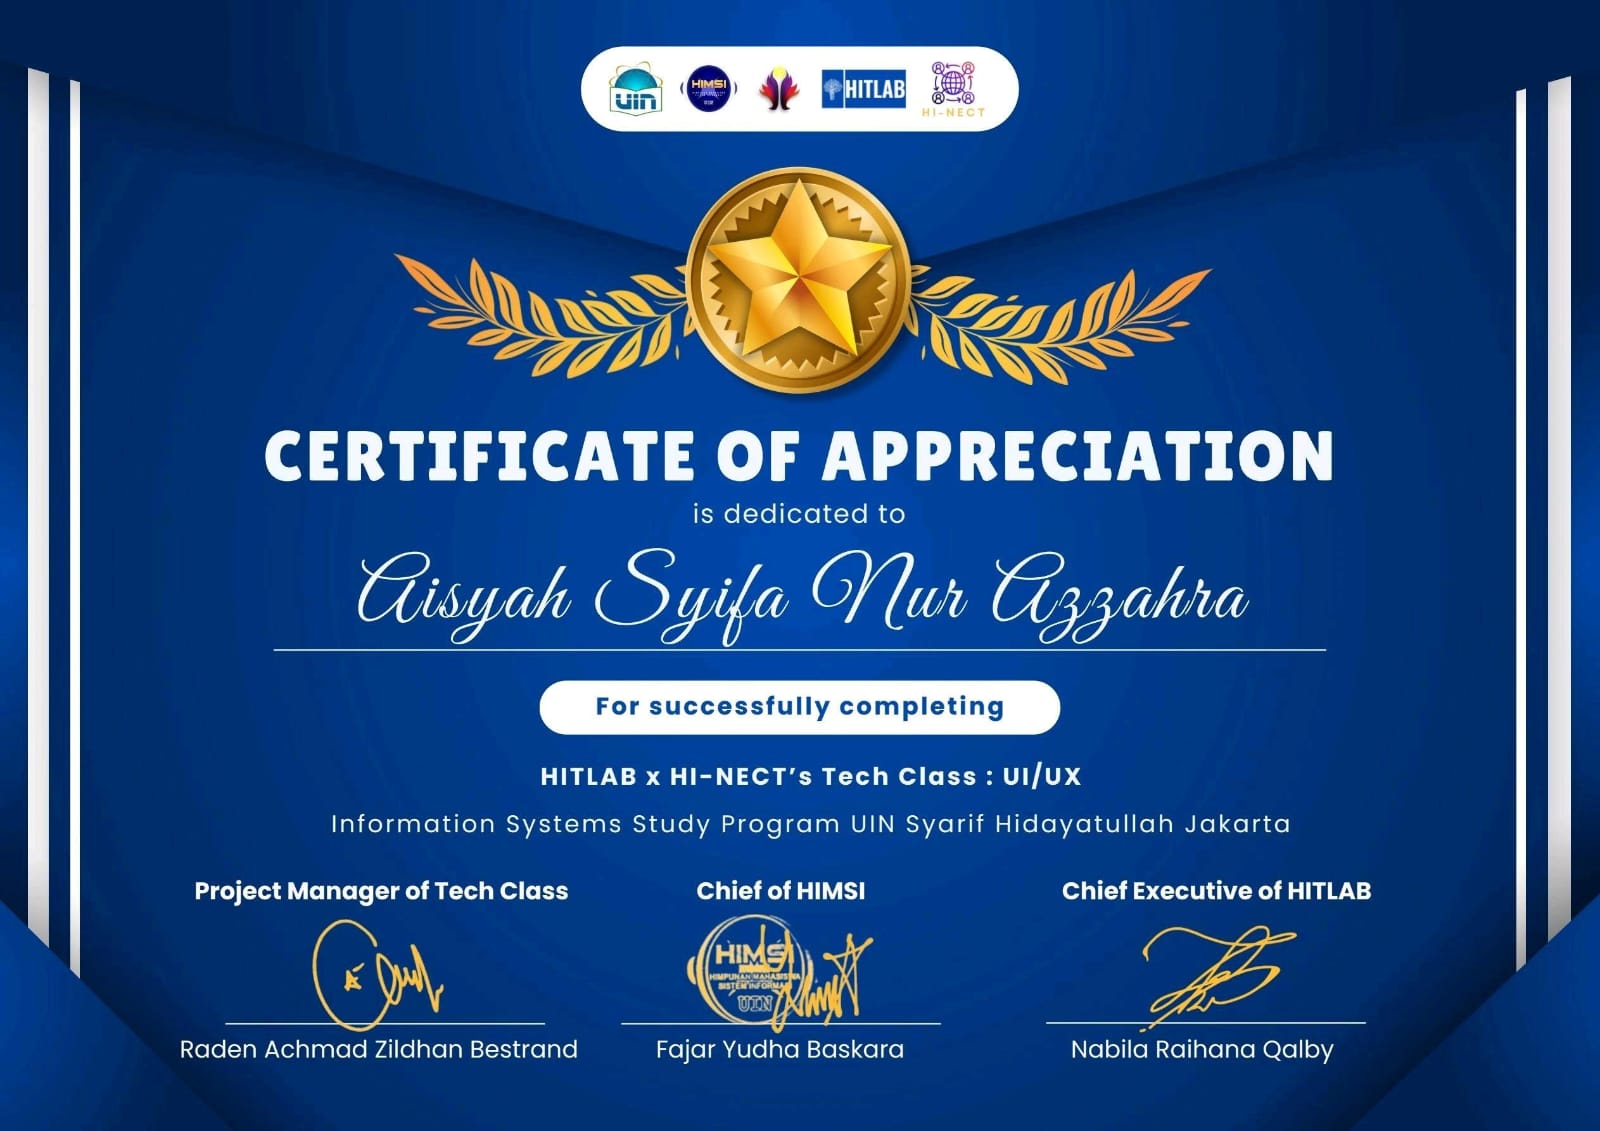 uin
HIMSI
HITLAB
HI-NECT
CERTIFICATE OF APPRECIATION
is dedicated to
Aisyah Syifa Nur Azzahra
For successfully completing
HITLAB x HI-NECT’s Tech Class : UI/UX
Information Systems Study Program UIN Syarif Hidayatullah Jakarta
Project Manager of Tech Class
Chief of HIMSI
Chief Executive of HITLAB
HIMSI
HIMPUNAN MAHASISWA
SISTEM INFORMASI
UIN
Raden Achmad Zildhan Bestrand
Fajar Yudha Baskara
Nabila Raihana Qalby